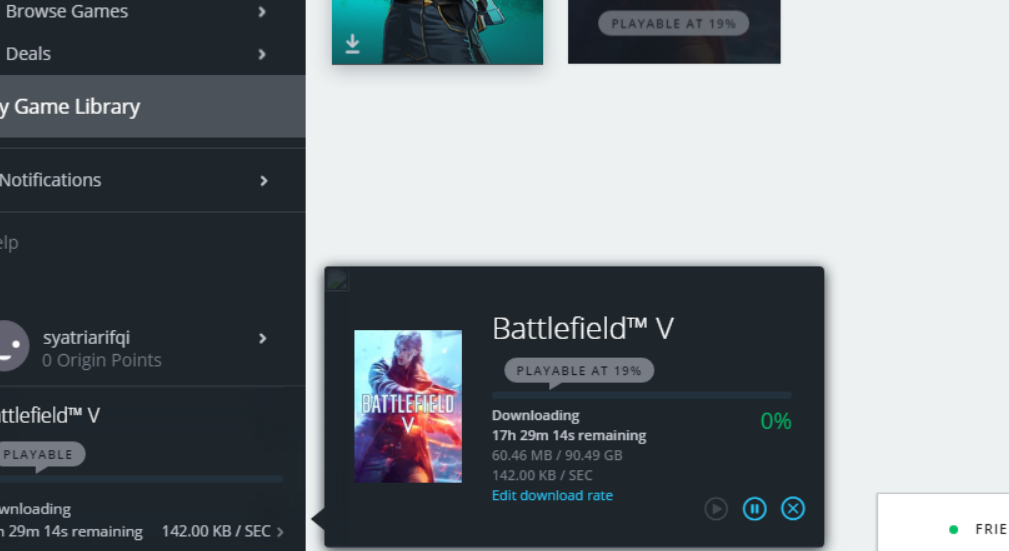 Browse Games
Deals
y Game Library
Notifications
elp
syatriarifqi
0 Origin Points
ttlefield™ V
PLAYABLE
wnloading
h 29m 14s remaining 142.00 KB / SEC
PLAYABLE AT 19%
BATTLEFIELD
V
Battlefield™ V
PLAYABLE AT 19%
Downloading
0%
17h 29m 14s remaining
60.46 MB / 90.49 GB
142.00 KB / SEC
Edit download rate
FRIE